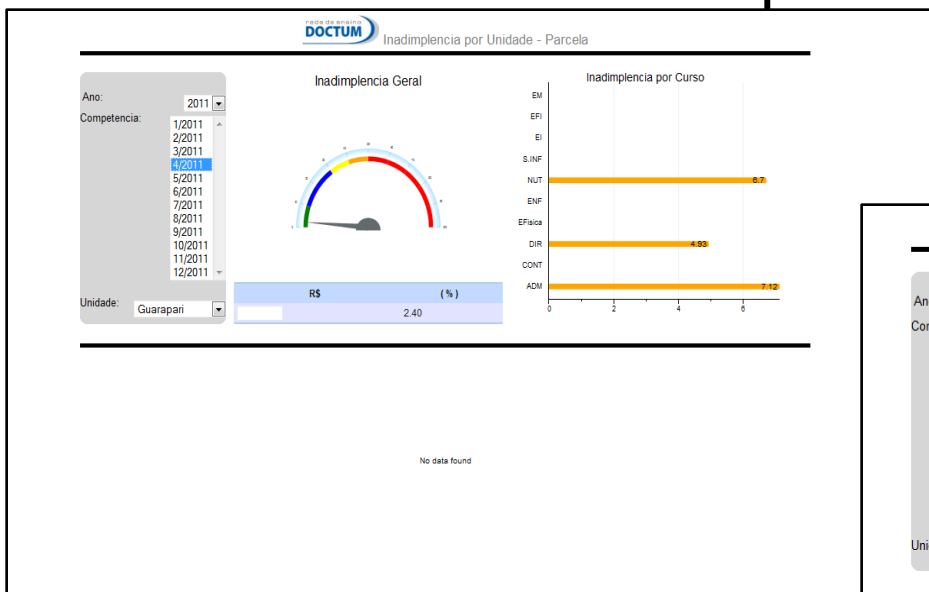 rede de ensino
DOCTUM
Inadimplencia por Unidade - Parcela
Ano:
2011
Competencia:
1/2011
2/2011
3/2011
4/2011
5/2011
6/2011
7/2011
8/2011
9/2011
10/2011
11/2011
12/2011
Unidade:
Guarapari
Inadimplencia Geral
R$ (%)
2.40
Inadimplencia por Curso
EM
EFI
EI
S.INF
NUT 6.7
ENF
EFisica
DIR 4.93
CONT
ADM 7.12
0 2 4 6
No data found
An
Co
Uni